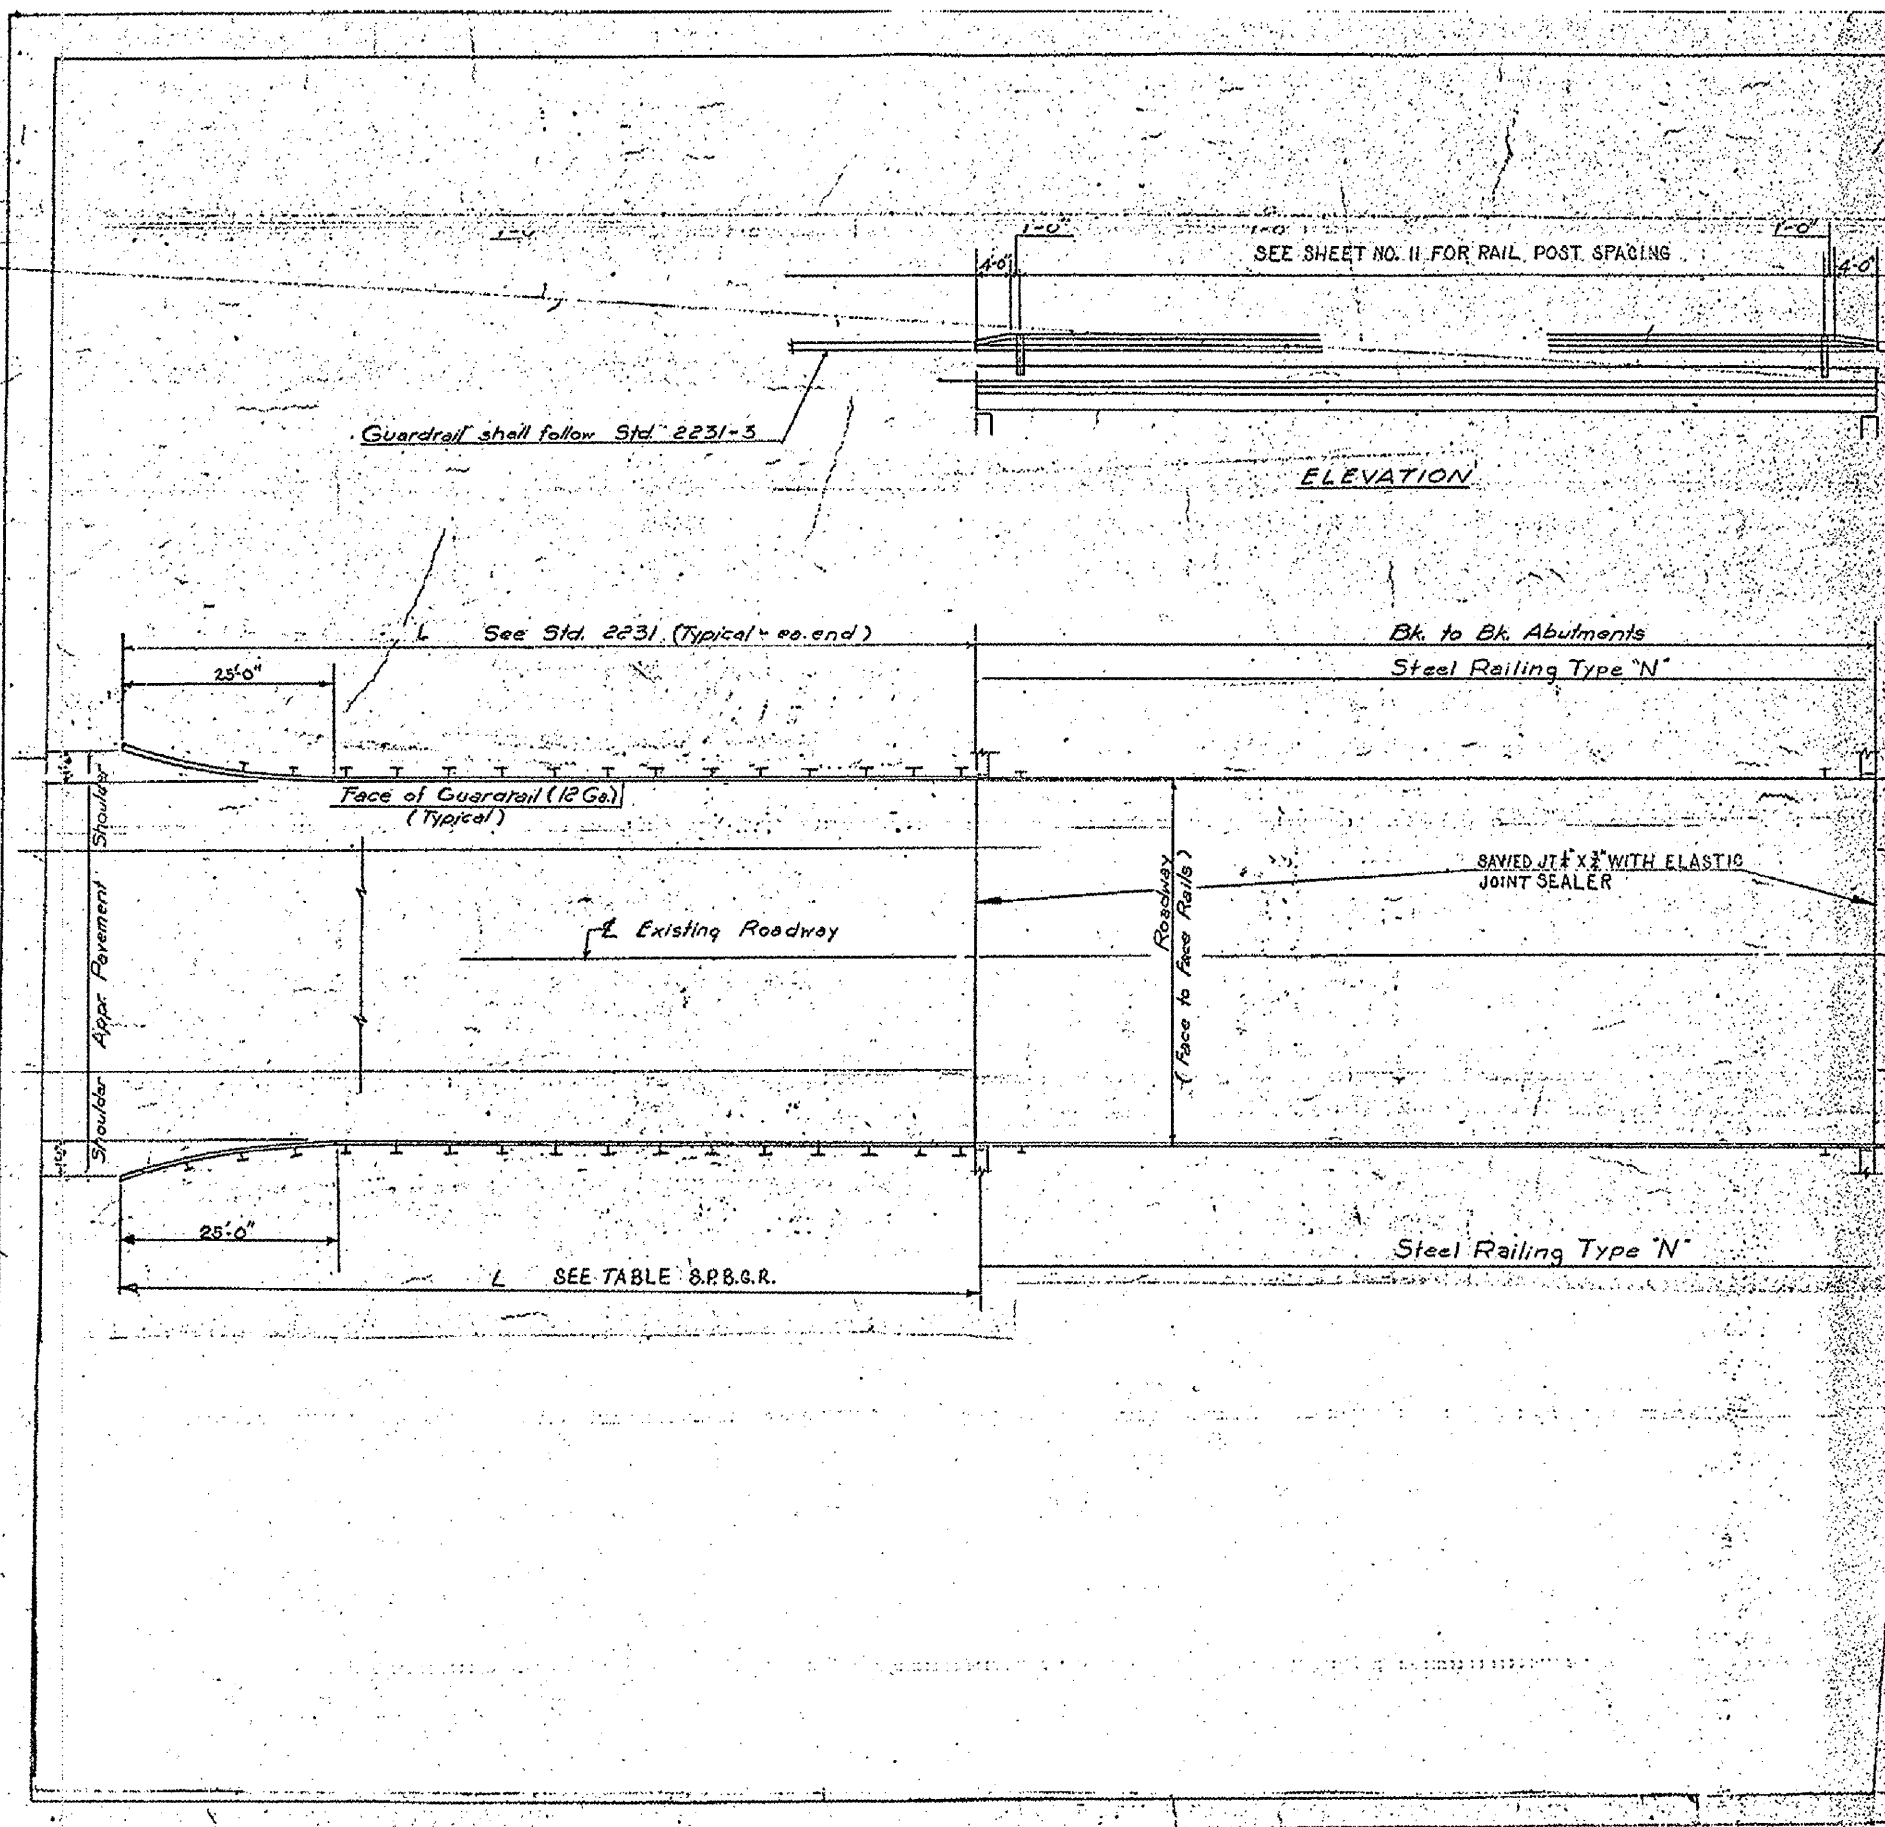 1'-0"
1'-0"
1'-0"
SEE SHEET NO. 11 FOR RAIL POST SPACING
4'-0"
4'-0"
Guardrail shall follow Std. 2231-3
ELEVATION
L See Std. 2231 (Typical - ea. end)
Bk. to Bk. Abutments
25'-0"
Steel Railing Type "N"
Face of Guardrail (12 Ga.)
(Typical)
Shoulder Appr. Pavement Shoulder
SAWED JT WITH ELASTIC
JOINT SEALER
℄ Existing Roadway
Roadway
(Face to Face Rails)
25'-0"
Steel Railing Type "N"
L SEE TABLE S.P.B.G.R.